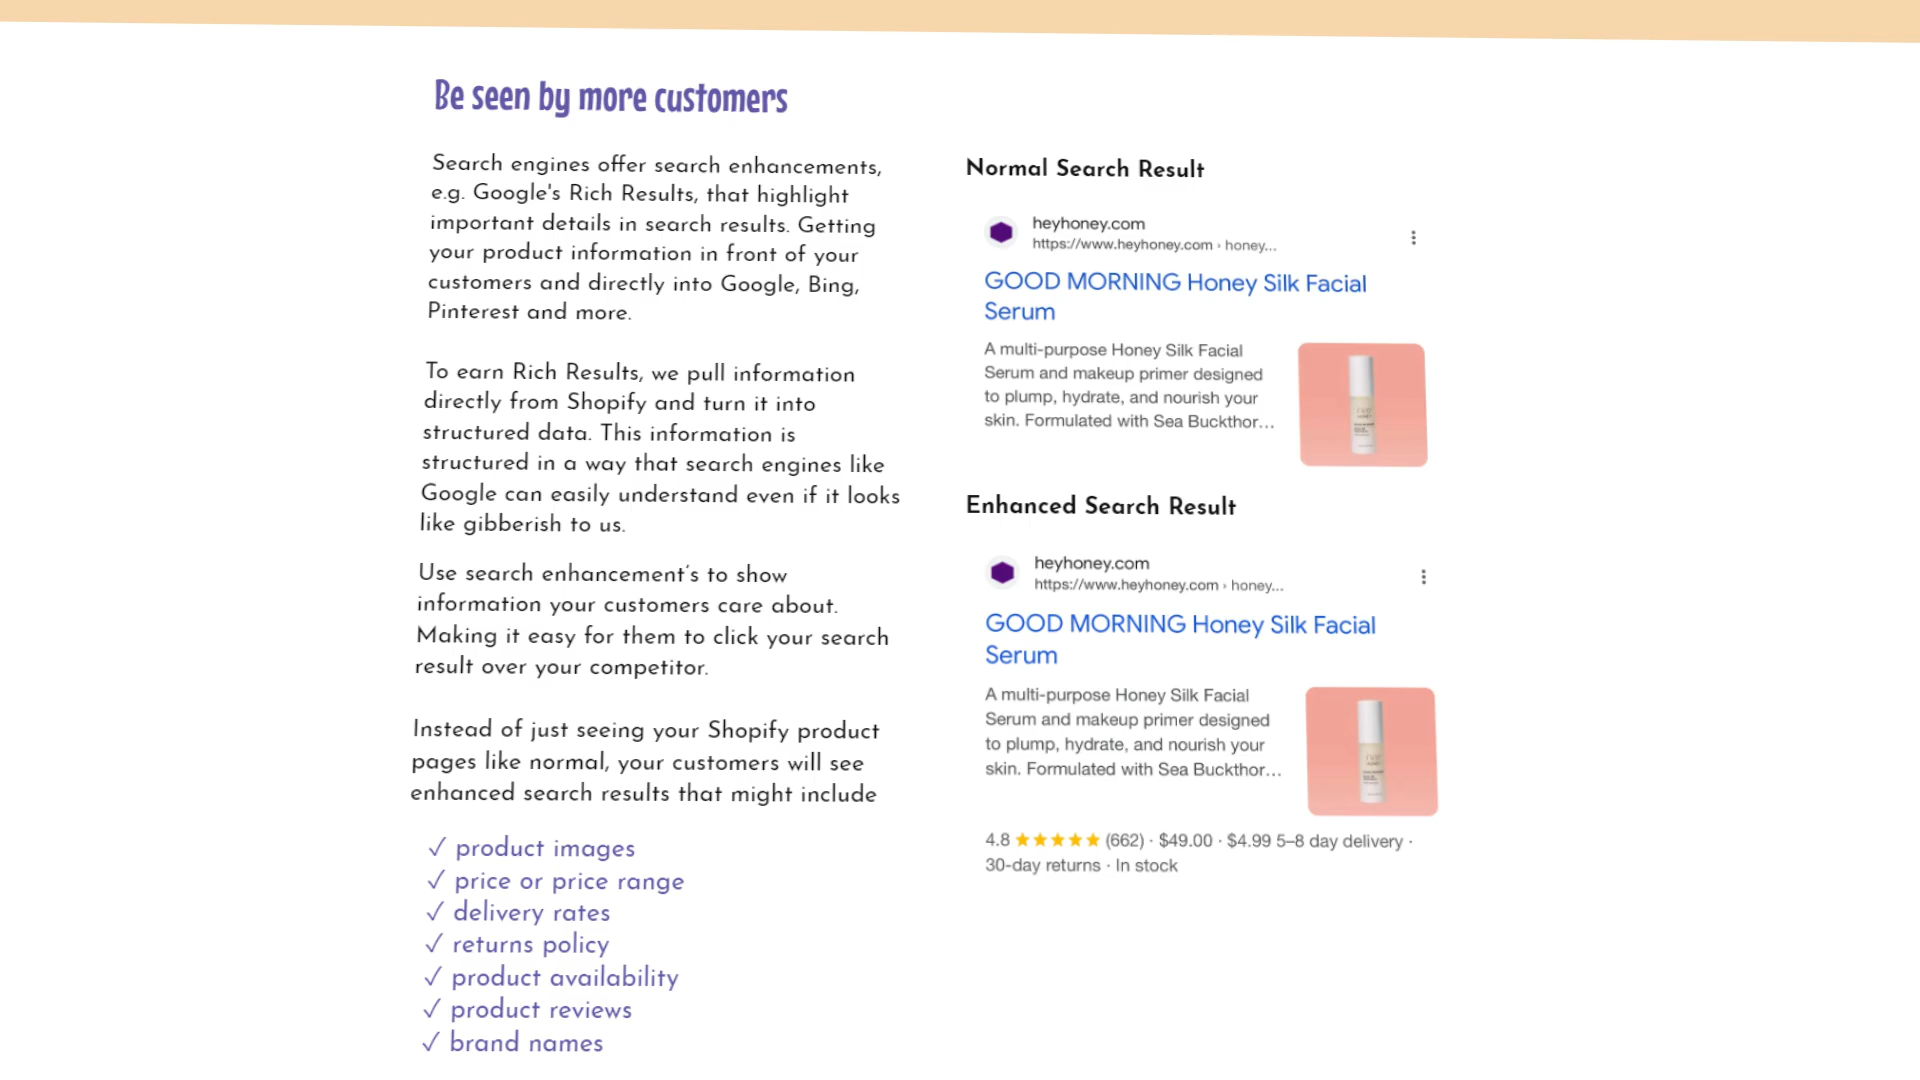 Be seen by more customers
Search engines offer search enhancements,
e.g. Google's Rich Results, that highlight
important details in search results. Getting
your product information in front of your
customers and directly into Google, Bing,
Pinterest and more.
To earn Rich Results, we pull information
directly from Shopify and turn it into
structured data. This information is
structured in a way that search engines like
Google can easily understand even if it looks
like gibberish to us.
Use search enhancement's to show
information your customers care about.
Making it easy for them to click your search
result over your competitor.
Instead of just seeing your Shopify product
pages like normal, your customers will see
enhanced search results that might include
✓ product images
✓ price or price range
✓ delivery rates
✓ returns policy
✓ product availability
✓ product reviews
✓ brand names
Normal Search Result
heyhoney.com
https://www.heyhoney.com › honey...
GOOD MORNING Honey Silk Facial
Serum
A multi-purpose Honey Silk Facial
Serum and makeup primer designed
to plump, hydrate, and nourish your
skin. Formulated with Sea Buckthor...
Enhanced Search Result
heyhoney.com
https://www.heyhoney.com › honey...
GOOD MORNING Honey Silk Facial
Serum
A multi-purpose Honey Silk Facial
Serum and makeup primer designed
to plump, hydrate, and nourish your
skin. Formulated with Sea Buckthor...
4.8 ★★★★★ (662) · $49.00 · $4.99 5–8 day delivery ·
30-day returns · In stock